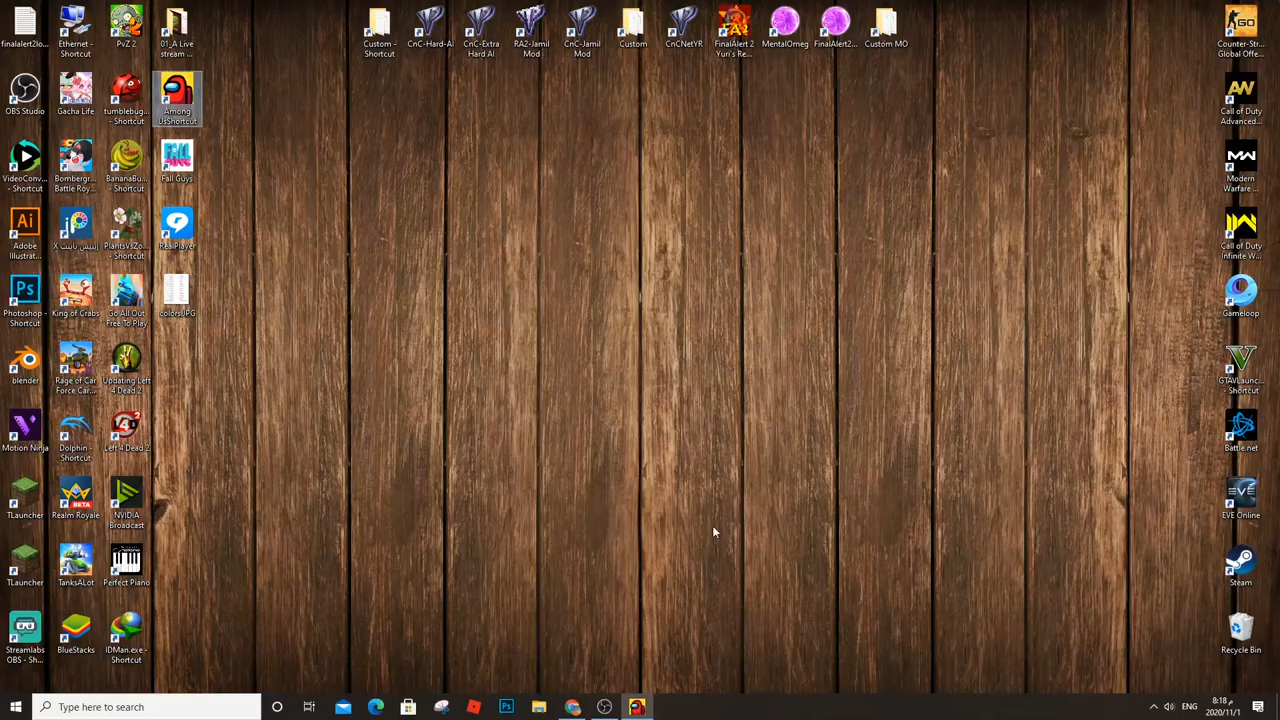 finalalert2lo...
Ethernet -
Shortcut
PvZ 2
01_A Live
stream ...
Custom -
Shortcut
CnC-Hard-AI
CnC-Extra
Hard AI
RA2-Jamil
Mod
CnC-Jamil
Mod
Custom
CnCNetYR
FinalAlert 2
Yuri's Re...
MentalOmeg
FinalAlert2...
Custom MO
Counter-Str...
Global Offe...
OBS Studio
Gacha Life
tumblebug...
- Shortcut
Among
UsShortcut
Call of Duty
Advanced...
VideoConv...
- Shortcut
Bombergr...
Battle Roy...
BananaBu...
- Shortcut
Fall Guys
Modern
Warfare ...
Adobe
Illustrat...
إيبيس باينت X
PlantsVsZo...
- Shortcut
RealPlayer
Call of Duty
Infinite W...
Photoshop -
Shortcut
King of Crabs
Go All Out
Free To Play
colors.JPG
Gameloop
blender
Rage of Car
Force Car...
Updating Left
4 Dead 2
GTAVLaunc...
- Shortcut
Motion Ninja
Dolphin -
Shortcut
Left 4 Dead 2
Battle.net
TLauncher
Realm Royale
NVIDIA
Broadcast
EVE Online
TLauncher
TanksALot
Perfect Piano
Steam
Streamlabs
OBS - Sh...
BlueStacks
IDMan.exe -
Shortcut
Recycle Bin
Type here to search
ENG
8:18 م
2020/11/1